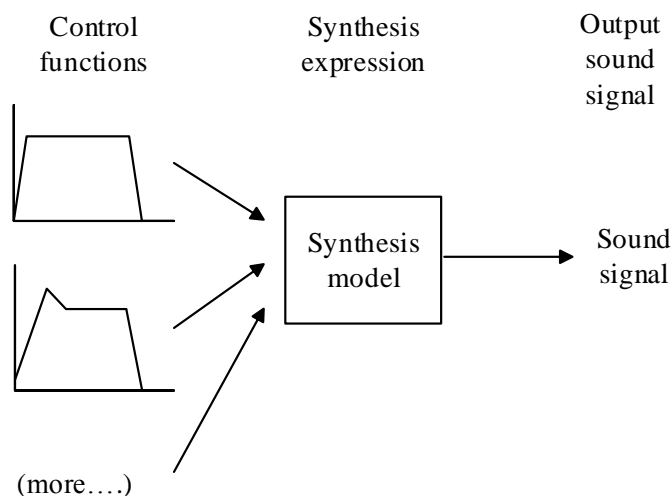 Control
functions
Synthesis
expression
Output
sound
signal
Synthesis
model
Sound
signal
(more….)